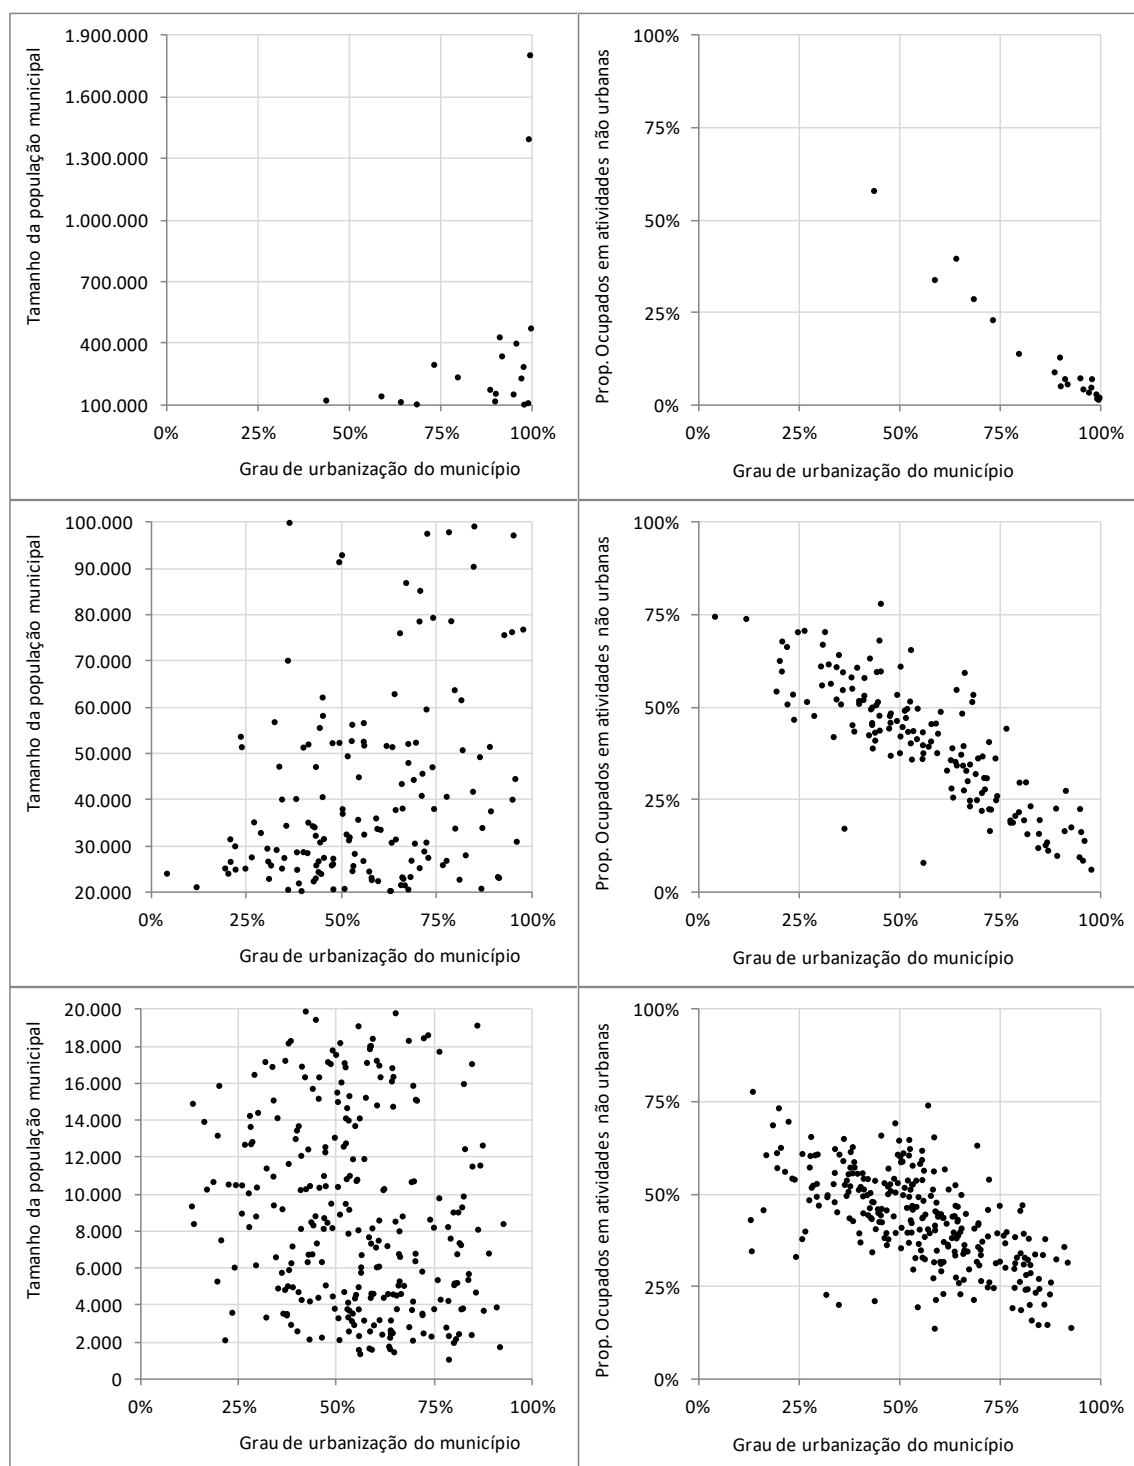 Tamanho da população municipal
1.900.000
1.600.000
1.300.000
1.000.000
700.000
400.000
100.000
0% 25% 50% 75% 100%
Grau de urbanização do município
Prop. Ocupados em atividades não urbanas
100%
75%
50%
25%
0%
0% 25% 50% 75% 100%
Grau de urbanização do município
Tamanho da população municipal
100.000
90.000
80.000
70.000
60.000
50.000
40.000
30.000
20.000
0% 25% 50% 75% 100%
Grau de urbanização do município
Prop. Ocupados em atividades não urbanas
100%
75%
50%
25%
0%
0% 25% 50% 75% 100%
Grau de urbanização do município
Tamanho da população municipal
20.000
18.000
16.000
14.000
12.000
10.000
8.000
6.000
4.000
2.000
0
0% 25% 50% 75% 100%
Grau de urbanização do município
Prop. Ocupados em atividades não urbanas
100%
75%
50%
25%
0%
0% 25% 50% 75% 100%
Grau de urbanização do município